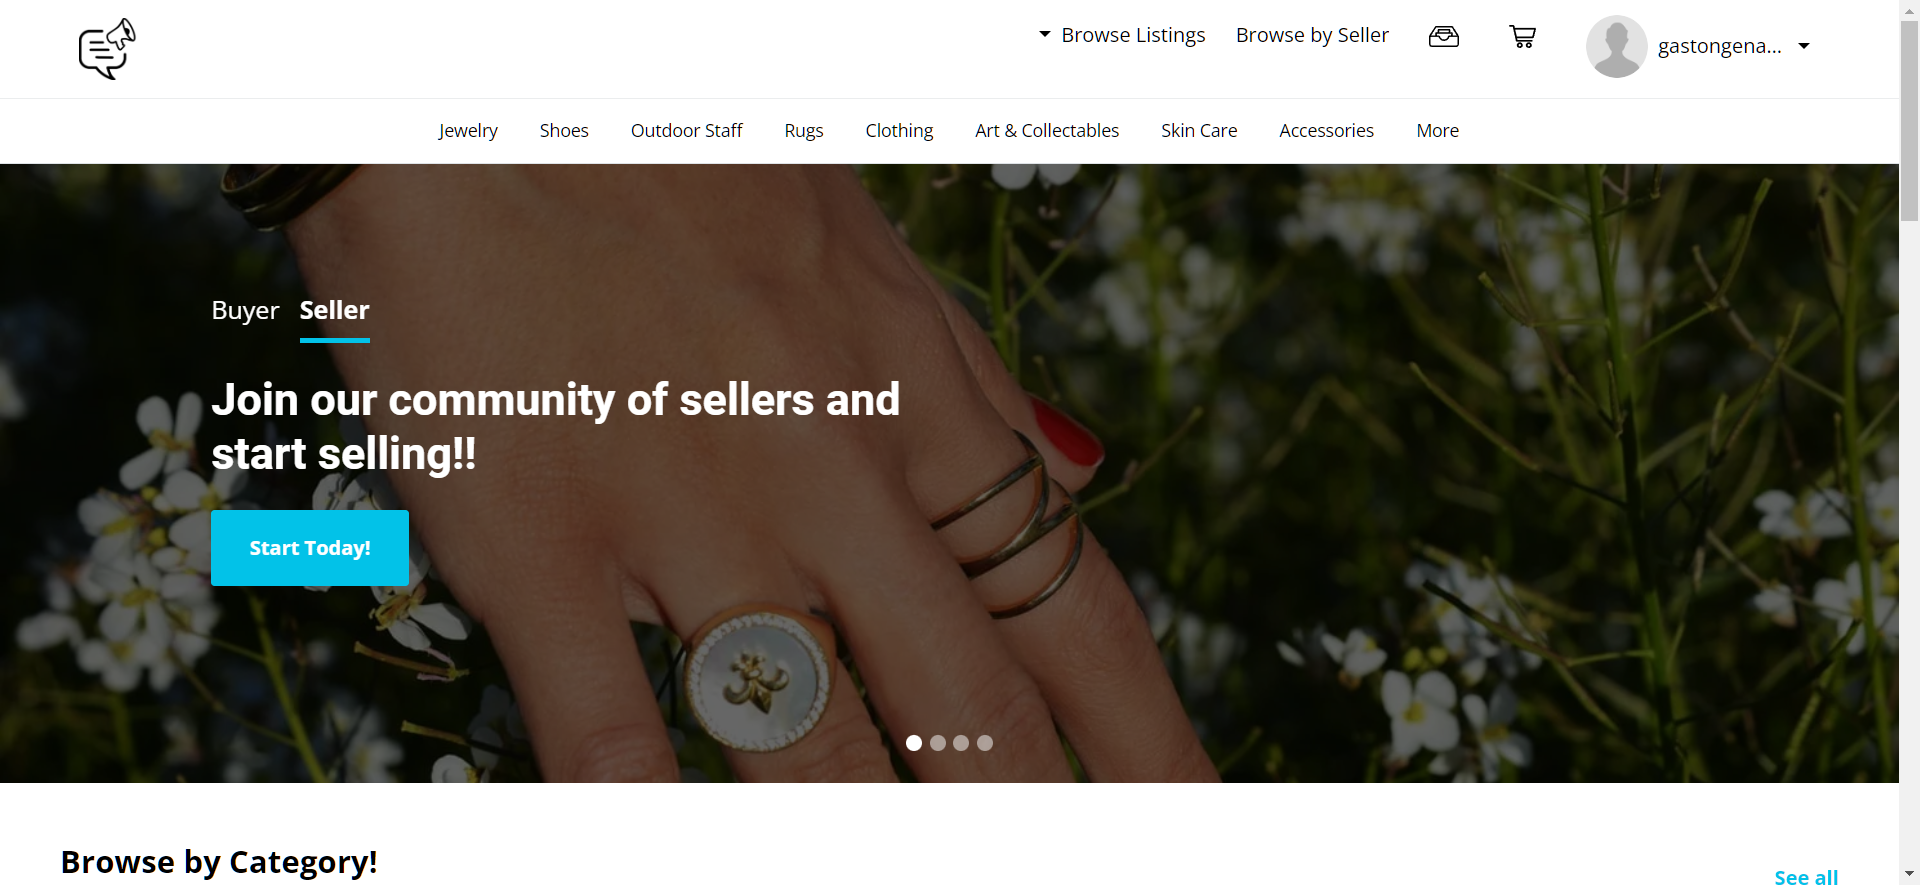 Browse Listings
Browse by Seller
gastongena...
Jewelry
Shoes
Outdoor Staff
Rugs
Clothing
Art & Collectables
Skin Care
Accessories
More
Buyer
Seller
Join our community of sellers and
start selling!!
Start Today!
Browse by Category!
See all